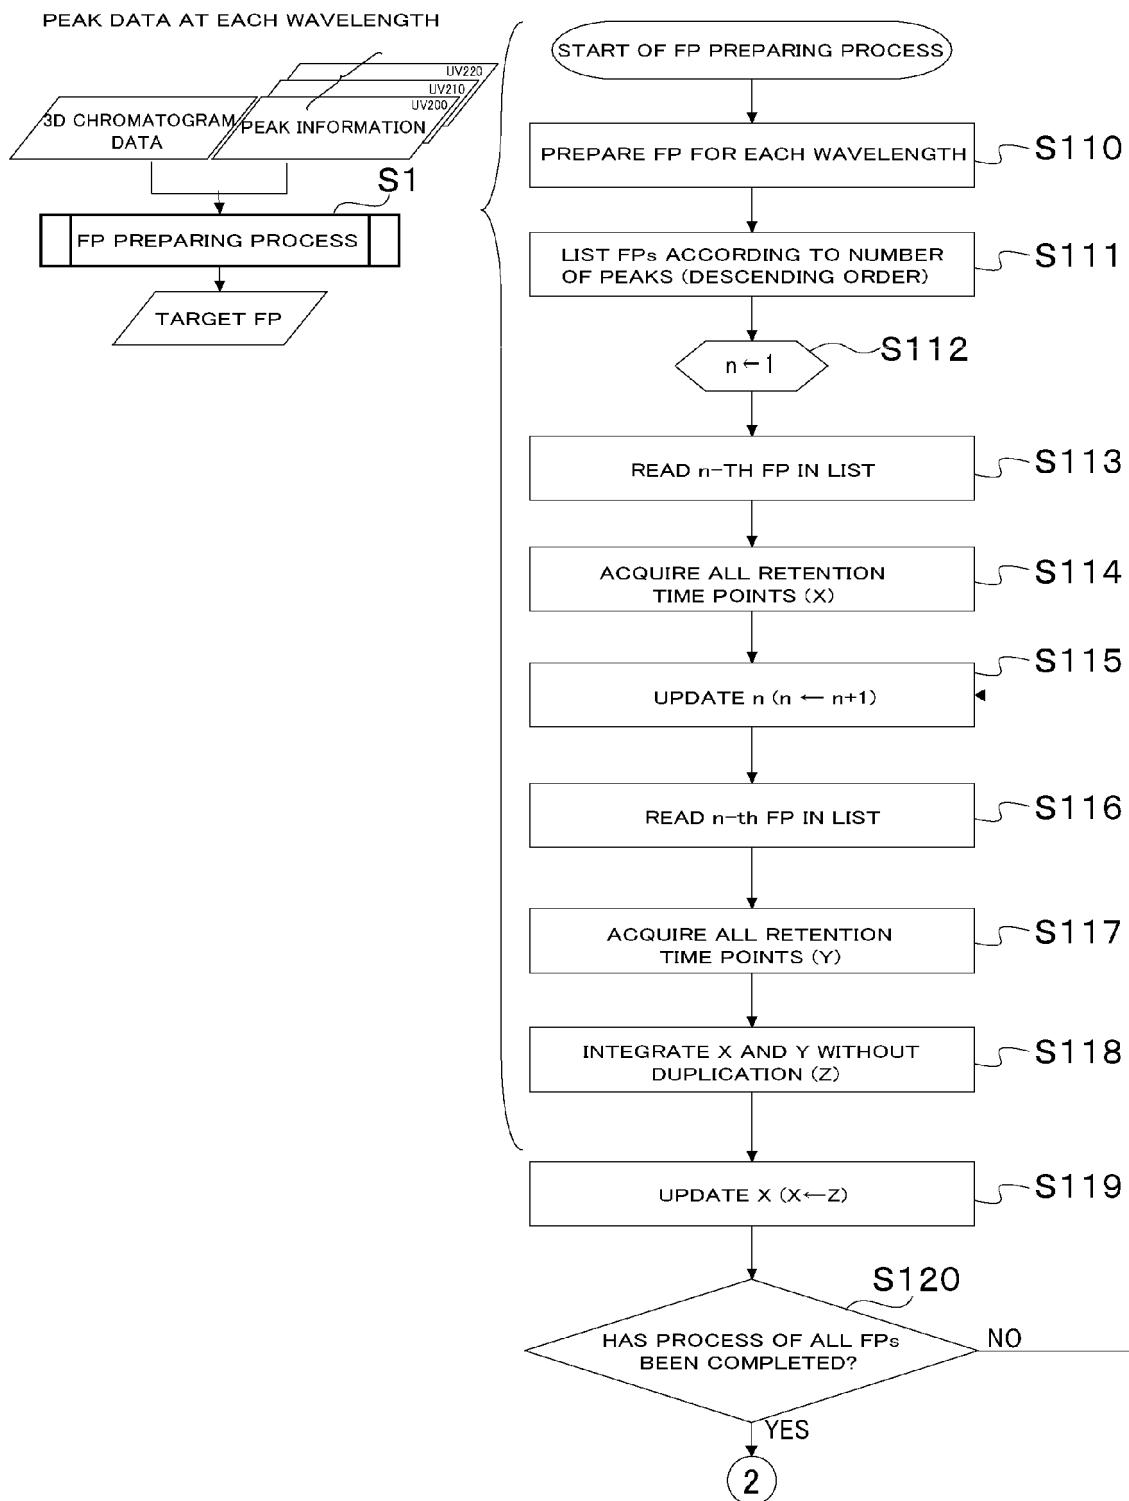 PEAK DATA AT EACH WAVELENGTH
UV220
UV210
UV200
3D CHROMATOGRAM
DATA
PEAK INFORMATION
S1
FP PREPARING PROCESS
TARGET FP
START OF FP PREPARING PROCESS
PREPARE FP FOR EACH WAVELENGTH
S110
LIST FPs ACCORDING TO NUMBER
OF PEAKS (DESCENDING ORDER)
S111
n←1
S112
READ n-TH FP IN LIST
S113
ACQUIRE ALL RETENTION
TIME POINTS (X)
S114
UPDATE n (n ← n+1)
S115
READ n-th FP IN LIST
S116
ACQUIRE ALL RETENTION
TIME POINTS (Y)
S117
INTEGRATE X AND Y WITHOUT
DUPLICATION (Z)
S118
UPDATE X (X←Z)
S119
HAS PROCESS OF ALL FPs
BEEN COMPLETED?
S120
NO
YES
2